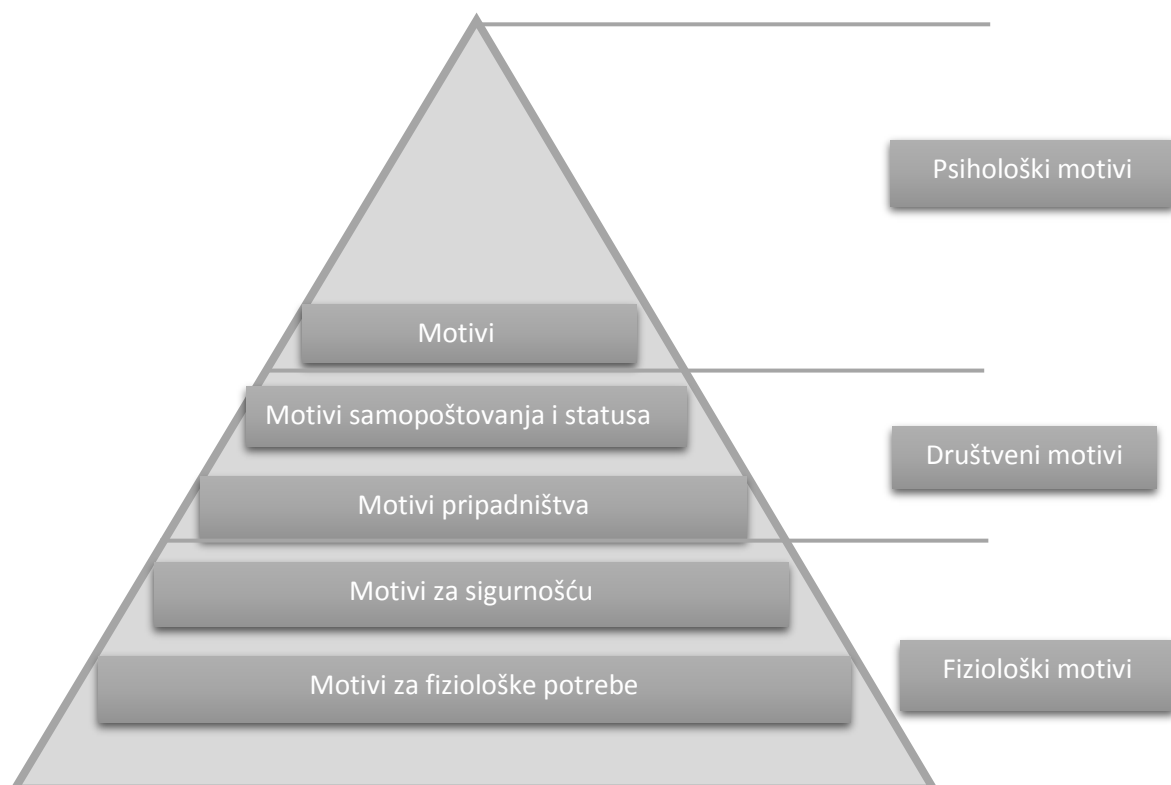 Psihološki motivi
Motivi
Motivi samopoštovanja i statusa
Društveni motivi
Motivi pripadništva
Motivi za sigurnošću
Motivi za fiziološke potrebe
Fiziološki motivi